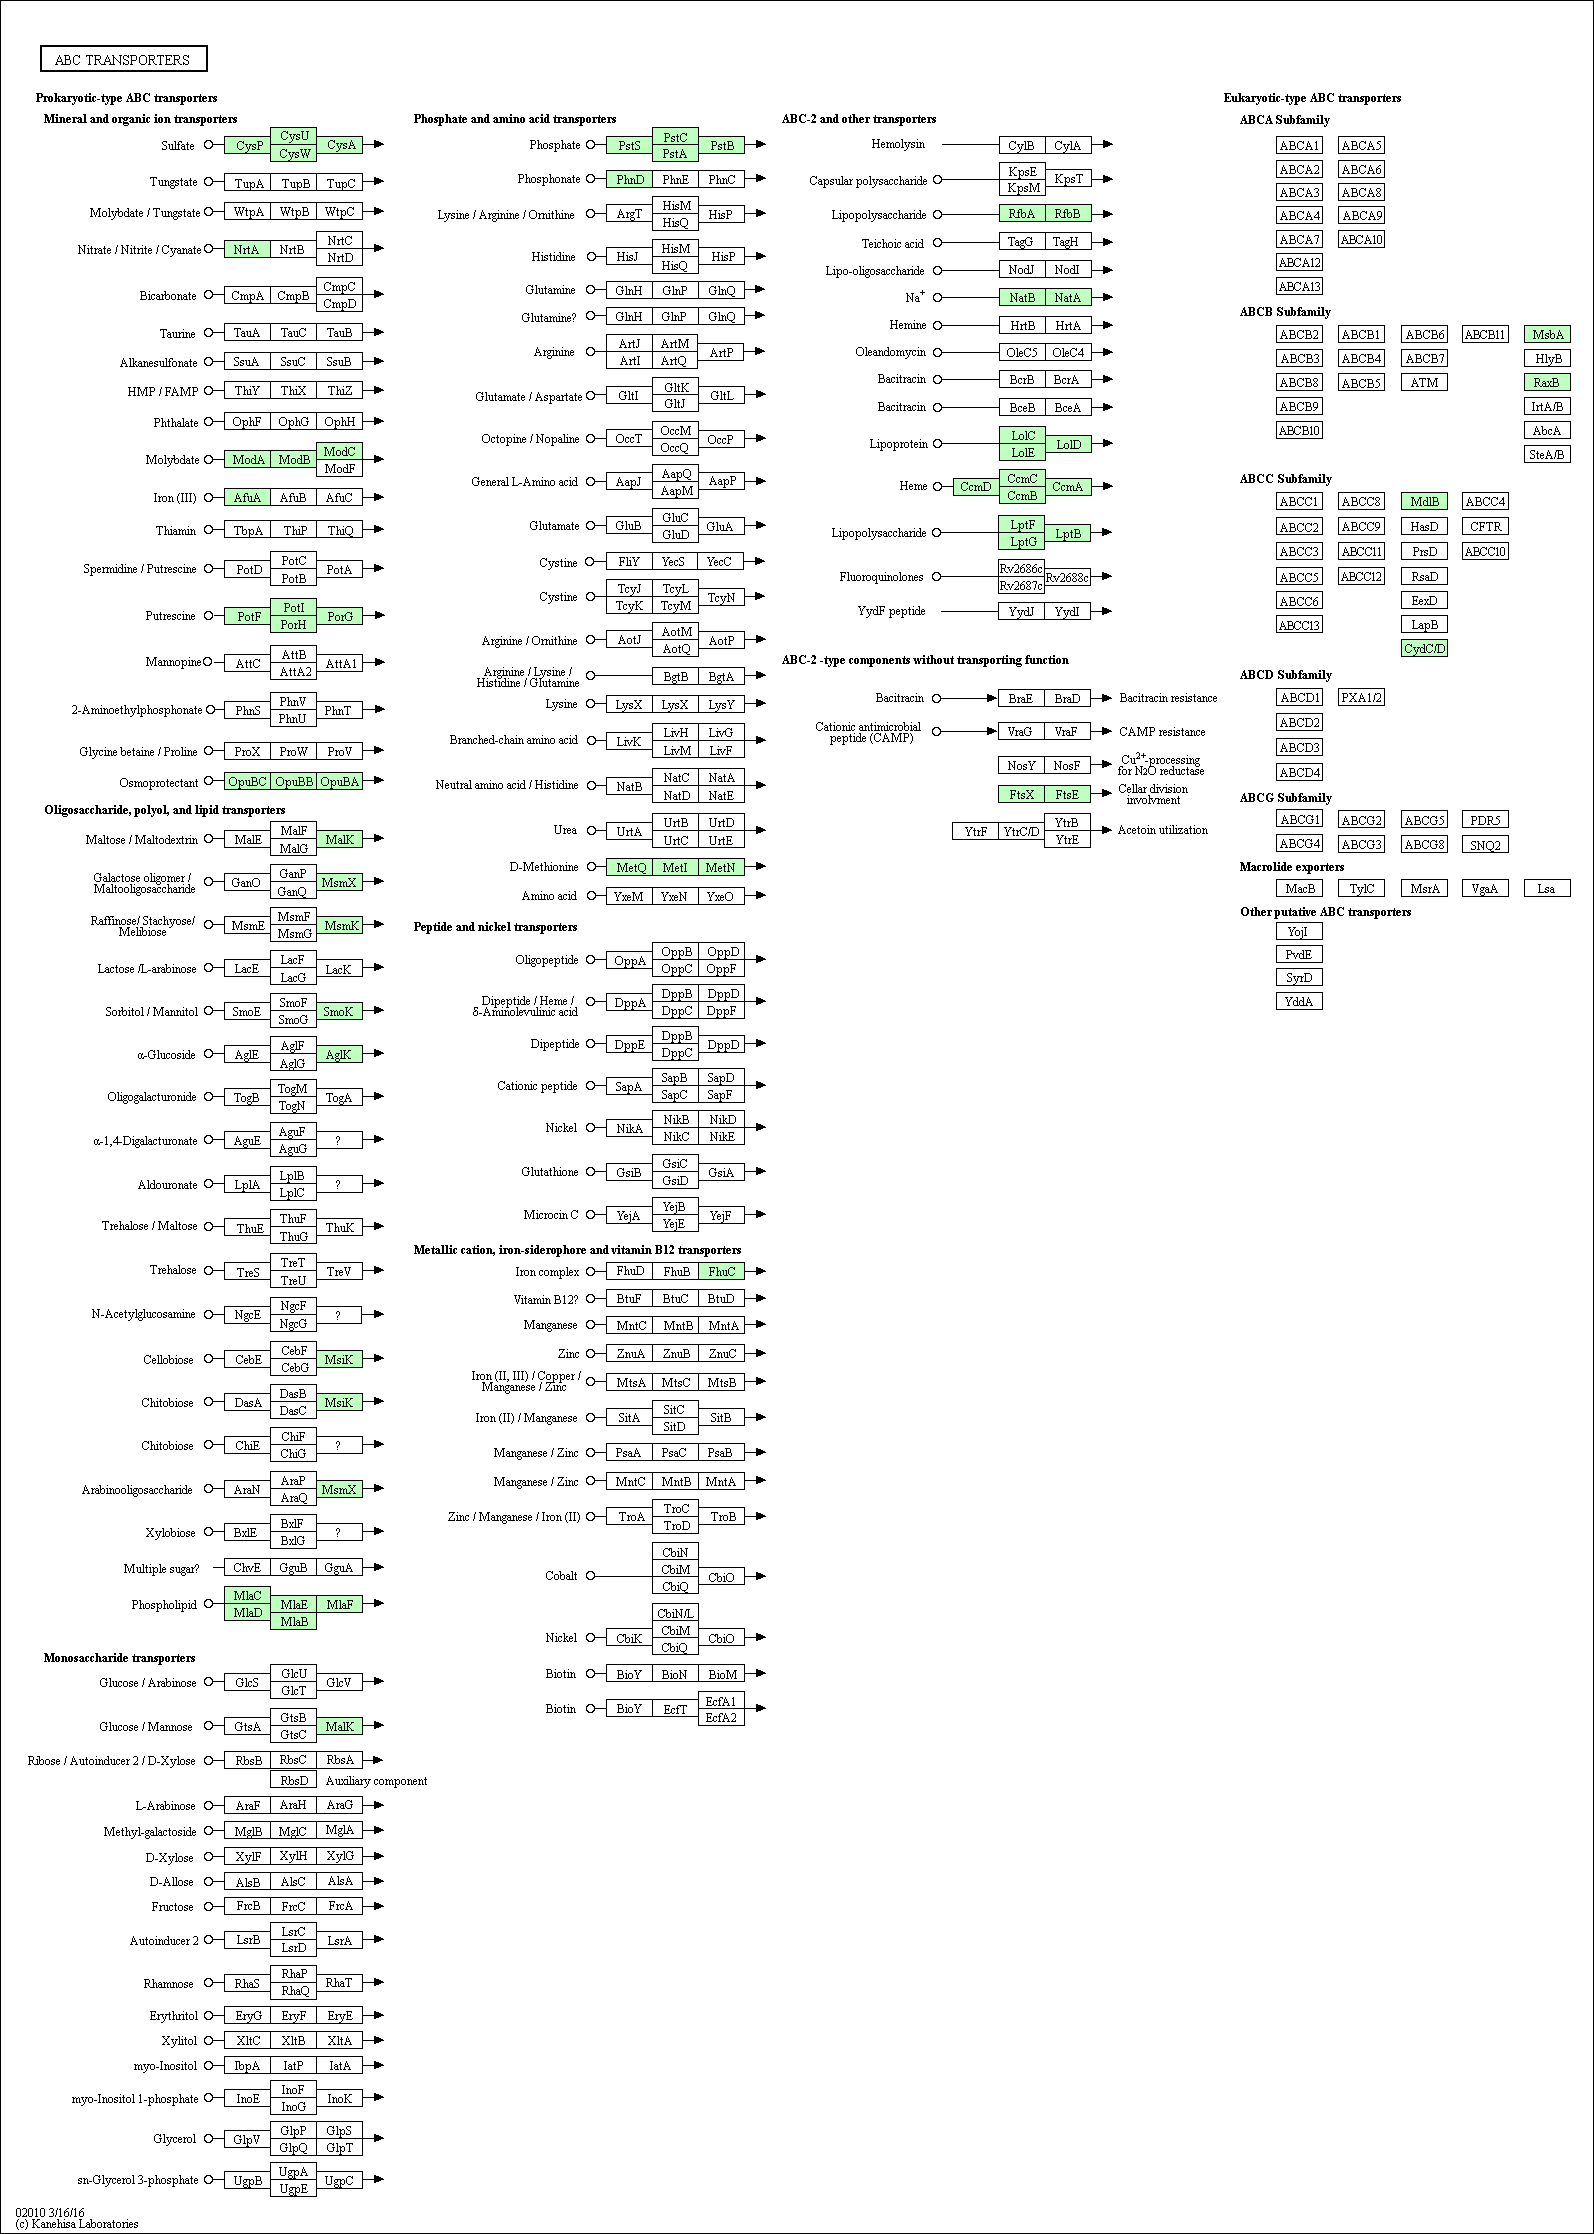 ABC TRANSPORTERS
Prokaryotic-type ABC transporters
Mineral and organic ion transporters
Sulfate CysP CysU CysW CysA
Tungstate TupA TupB TupC
Molybdate / Tungstate WtpA WtpB WtpC
Nitrate / Nitrite / Cyanate NrtA NrtB NrtC NrtD
Bicarbonate CmpA CmpB CmpC CmpD
Taurine TauA TauC TauB
Alkanesulfonate SsuA SsuC SsuB
HMP / FAMP ThiY ThiX ThiZ
Phthalate OphF OphG OphH
Molybdate ModA ModB ModC ModF
Iron (III) AfuA AfuB AfuC
Thiamin TbpA ThiP ThiQ
Spermidine / Putrescine PotD PotC PotB PotA
Putrescine PotF PotI PorH PorG
Mannopine AttC AttB AttA2 AttA1
2-Aminoethylphosphonate PhnS PhnV PhnU PhnT
Glycine betaine / Proline ProX ProW ProV
Osmoprotectant OpuBC OpuBB OpuBA
Oligosaccharide, polyol, and lipid transporters
Maltose / Maltodextrin MalE MalF MalG MalK
Galactose oligomer /
Maltooligosaccharide GanO GanP GanQ MsmX
Raffinose/ Stachyose/
Melibiose MsmE MsmF MsmG MsmK
Lactose /L-arabinose LacE LacF LacG LacK
Sorbitol / Mannitol SmoE SmoF SmoG SmoK
α-Glucoside AglE AglF AglG AglK
Oligogalacturonide TogB TogM TogN TogA
α-1,4-Digalacturonate AguE AguF AguG ?
Aldouronate LplA LplB LplC ?
Trehalose / Maltose ThuE ThuF ThuG ThuK
Trehalose TreS TreT TreU TreV
N-Acetylglucosamine NgcE NgcF NgcG ?
Cellobiose CebE CebF CebG MsiK
Chitobiose DasA DasB DasC MsiK
Chitobiose ChiE ChiF ChiG ?
Arabinooligosaccharide AraN AraP AraQ MsmX
Xylobiose BxlE BxlF BxlG ?
Multiple sugar? ChvE GguB GguA
Phospholipid MlaC MlaD MlaE MlaB MlaF
Monosaccharide transporters
Glucose / Arabinose GlcS GlcU GlcT GlcV
Glucose / Mannose GtsA GtsB GtsC MalK
Ribose / Autoinducer 2 / D-Xylose RbsB RbsC RbsA
RbsD Auxiliary component
L-Arabinose AraF AraH AraG
Methyl-galactoside MglB MglC MglA
D-Xylose XylF XylH XylG
D-Allose AlsB AlsC AlsA
Fructose FrcB FrcC FrcA
Autoinducer 2 LsrB LsrC LsrD LsrA
Rhamnose RhaS RhaP RhaQ RhaT
Erythritol EryG EryF EryE
Xylitol XltC XltB XltA
myo-Inositol IbpA IatP IatA
myo-Inositol 1-phosphate InoE InoF InoG InoK
Glycerol GlpV GlpP GlpQ GlpS GlpT
sn-Glycerol 3-phosphate UgpB UgpA UgpE UgpC
02010 3/16/16
(c) Kanehisa Laboratories
Phosphate and amino acid transporters
Phosphate PstS PstC PstA PstB
Phosphonate PhnD PhnE PhnC
Lysine / Arginine / Ornithine ArgT HisM HisQ HisP
Histidine HisJ HisM HisQ HisP
Glutamine GlnH GlnP GlnQ
Glutamine? GlnH GlnP GlnQ
Arginine ArtJ ArtI ArtM ArtQ ArtP
Glutamate / Aspartate GltI GltK GltJ GltL
Octopine / Nopaline OccT OccM OccQ OccP
General L-Amino acid AapJ AapQ AapM AapP
Glutamate GluB GluC GluD GluA
Cystine FliY YecS YecC
Cystine TcyJ TcyK TcyL TcyM TcyN
Arginine / Ornithine AotJ AotM AotQ AotP
Arginine / Lysine /
Histidine / Glutamine BgtB BgtA
Lysine LysX LysX LysY
Branched-chain amino acid LivK LivH LivM LivG LivF
Neutral amino acid / Histidine NatB NatC NatD NatA NatE
Urea UrtA UrtB UrtC UrtD UrtE
D-Methionine MetQ MetI MetN
Amino acid YxeM YxeN YxeO
Peptide and nickel transporters
Oligopeptide OppA OppB OppC OppD OppF
Dipeptide / Heme /
δ-Aminolevulinic acid DppA DppB DppC DppD DppF
Dipeptide DppE DppB DppC DppD
Cationic peptide SapA SapB SapC SapD SapF
Nickel NikA NikB NikC NikD NikE
Glutathione GsiB GsiC GsiD GsiA
Microcin C YejA YejB YejE YejF
Metallic cation, iron-siderophore and vitamin B12 transporters
Iron complex FhuD FhuB FhuC
Vitamin B12? BtuF BtuC BtuD
Manganese MntC MntB MntA
Zinc ZnuA ZnuB ZnuC
Iron (II, III) / Copper /
Manganese / Zinc MtsA MtsC MtsB
Iron (II) / Manganese SitA SitC SitD SitB
Manganese / Zinc PsaA PsaC PsaB
Manganese / Zinc MntC MntB MntA
Zinc / Manganese / Iron (II) TroA TroC TroD TroB
Cobalt CbiN CbiM CbiQ CbiO
Nickel CbiK CbiN/L CbiM CbiQ CbiO
Biotin BioY BioN BioM
Biotin BioY EcfT EcfA1 EcfA2
ABC-2 and other transporters
Hemolysin CylB CylA
Capsular polysaccharide KpsE KpsM KpsT
Lipopolysaccharide RfbA RfbB
Teichoic acid TagG TagH
Lipo-oligosaccharide NodJ NodI
Na+ NatB NatA
Hemine HrtB HrtA
Oleandomycin OleC5 OleC4
Bacitracin BcrB BcrA
Bacitracin BceB BceA
Lipoprotein LolC LolE LolD
Heme CcmD CcmC CcmB CcmA
Lipopolysaccharide LptF LptG LptB
Fluoroquinolones Rv2686c Rv2687c Rv2688c
YydF peptide YydJ YydI
ABC-2 -type components without transporting function
Bacitracin BraE BraD Bacitracin resistance
Cationic antimicrobial
peptide (CAMP) VraG VraF CAMP resistance
NosY NosF Cu2+-processing
for N2O reductase
FtsX FtsE Cellar division
involvment
YtrF YtrC/D YtrB YtrE Acetoin utilization
Eukaryotic-type ABC transporters
ABCA Subfamily
ABCA1 ABCA5
ABCA2 ABCA6
ABCA3 ABCA8
ABCA4 ABCA9
ABCA7 ABCA10
ABCA12
ABCA13
ABCB Subfamily
ABCB2 ABCB1 ABCB6 ABCB11 MsbA
ABCB3 ABCB4 ABCB7 HlyB
ABCB8 ABCB5 ATM RaxB
ABCB9 IrtA/B
ABCB10 AbcA
SteA/B
ABCC Subfamily
ABCC1 ABCC8 MdlB ABCC4
ABCC2 ABCC9 HasD CFTR
ABCC3 ABCC11 PrsD ABCC10
ABCC5 ABCC12 RsaD
ABCC6 EexD
ABCC13 LapB
CydC/D
ABCD Subfamily
ABCD1 PXA1/2
ABCD2
ABCD3
ABCD4
ABCG Subfamily
ABCG1 ABCG2 ABCG5 PDR5
ABCG4 ABCG3 ABCG8 SNQ2
Macrolide exporters
MacB TylC MsrA VgaA Lsa
Other putative ABC transporters
YojI
PvdE
SyrD
YddA